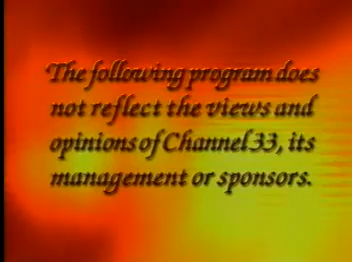 The following program does
not reflect the views and
opinions of Channel 33, its
management or sponsors.